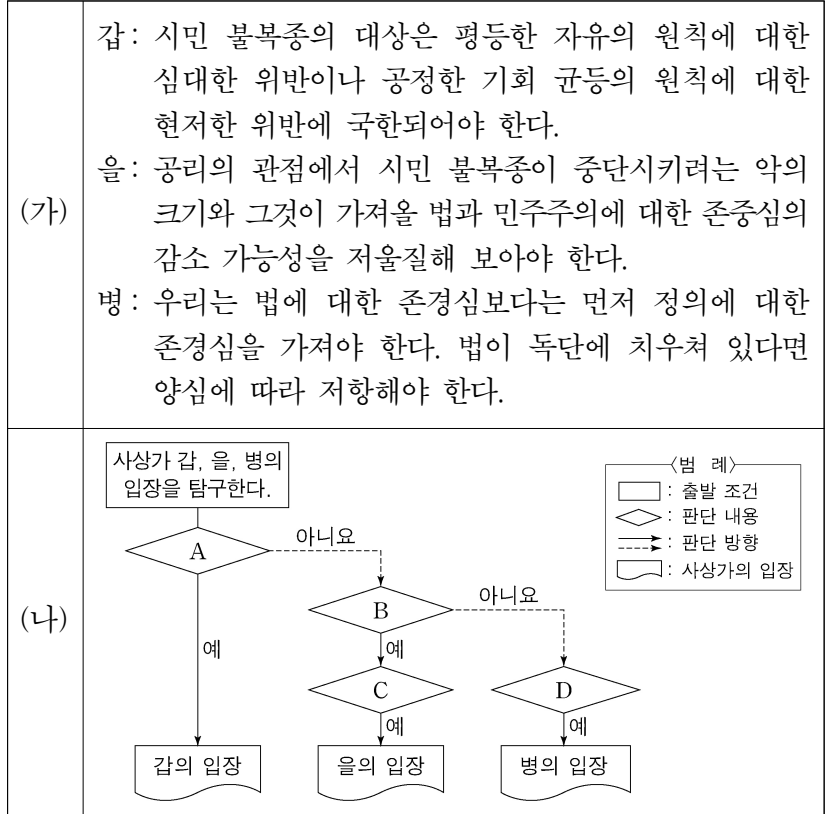 (가)
갑: 시민 불복종의 대상은 평등한 자유의 원칙에 대한
심대한 위반이나 공정한 기회 균등의 원칙에 대한
현저한 위반에 국한되어야 한다.
을: 공리의 관점에서 시민 불복종이 중단시키려는 악의
크기와 그것이 가져올 법과 민주주의에 대한 존중심의
감소 가능성을 저울질해 보아야 한다.
병: 우리는 법에 대한 존경심보다는 먼저 정의에 대한
존경심을 가져야 한다. 법이 독단에 치우쳐 있다면
양심에 따라 저항해야 한다.
(나)
사상가 갑, 을, 병의
입장을 탐구한다.
<범 례>
: 출발 조건
: 판단 내용
: 판단 방향
: 사상가의 입장
A
아니요
B
아니요
예
예
C
D
예
예
갑의 입장
을의 입장
병의 입장